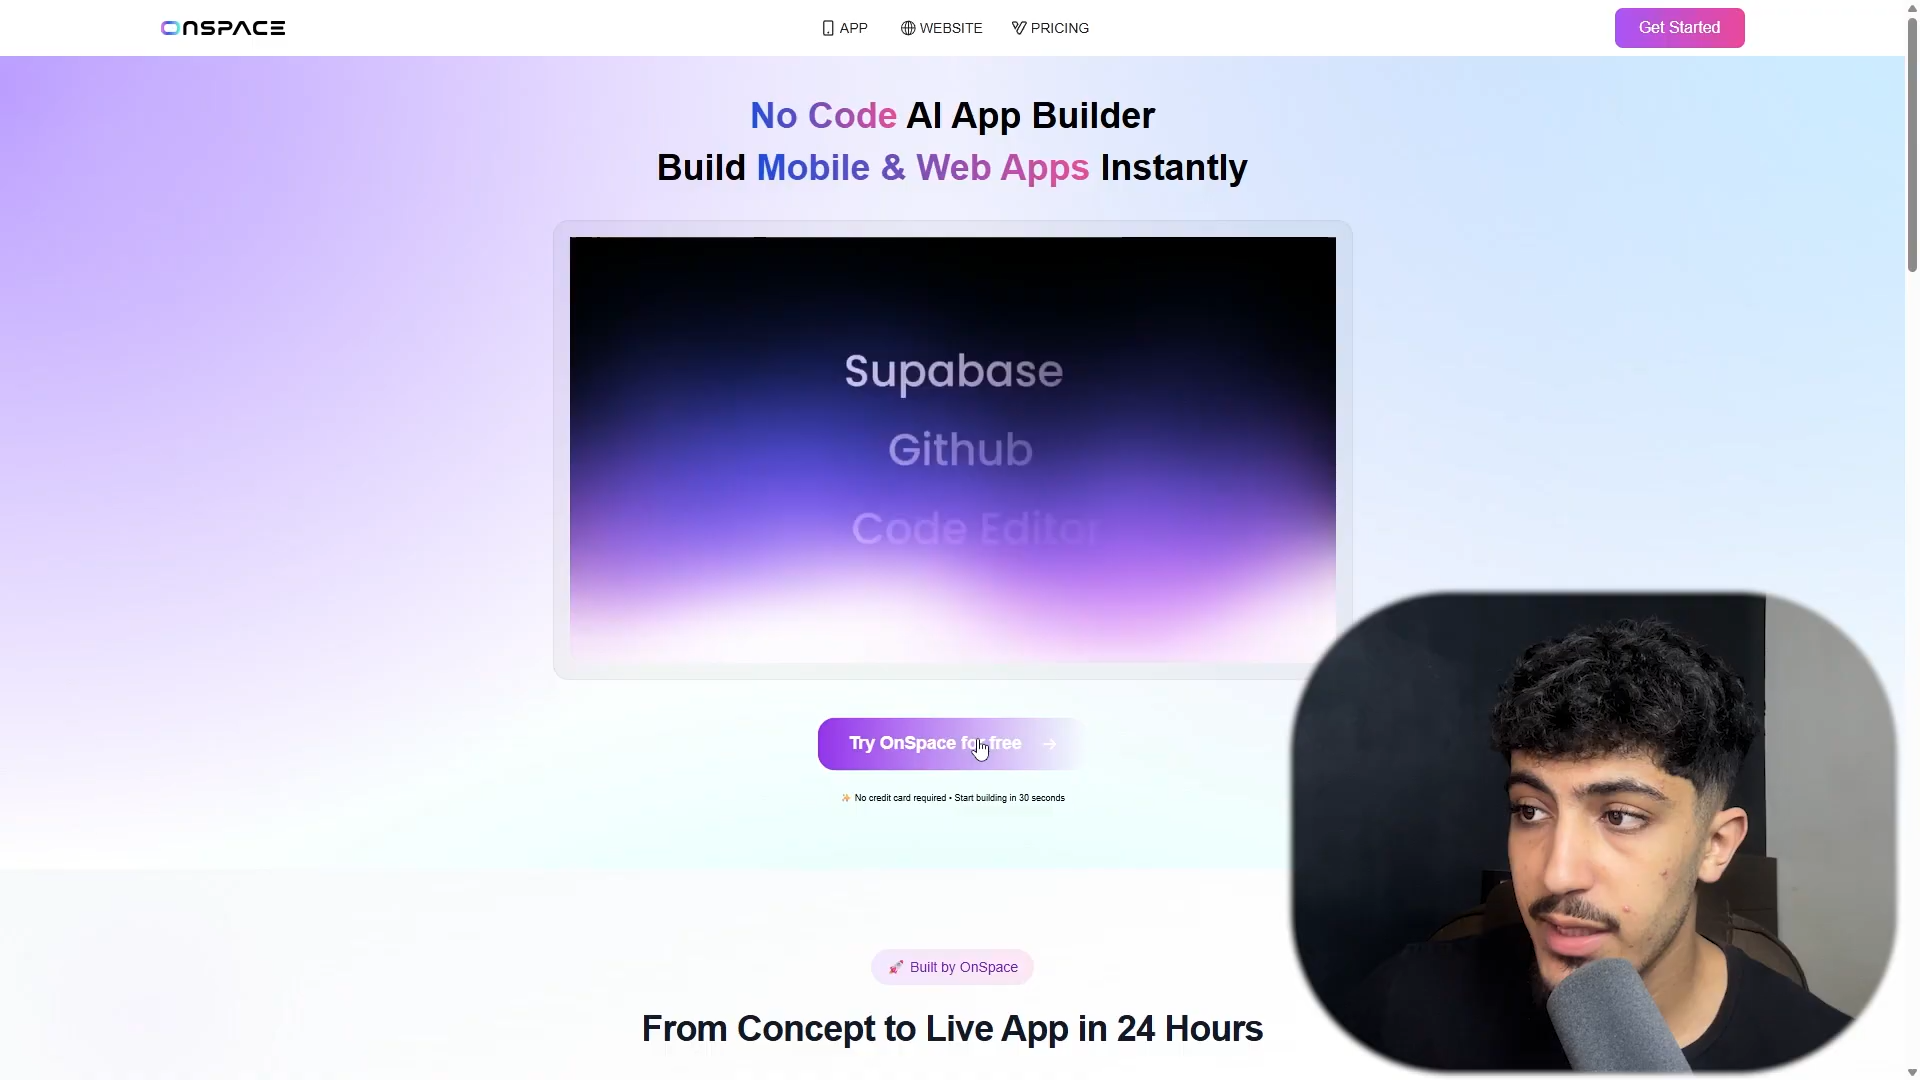 ONSPACE
APP
WEBSITE
PRICING
Get Started
No Code AI App Builder
Build Mobile & Web Apps Instantly
Supabase
Github
Code Editor
Try OnSpace for free
No credit card required • Start building in 30 seconds
Built by OnSpace
From Concept to Live App in 24 Hours